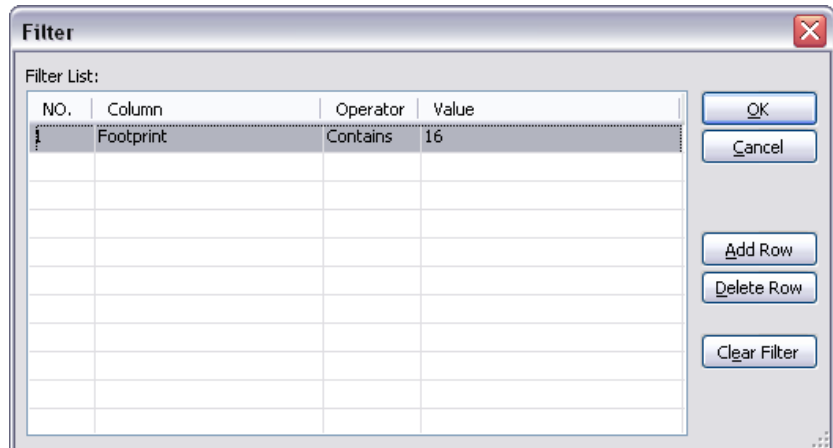 Filter
Filter List:
NO. Column Operator Value
1 Footprint Contains 16
OK
Cancel
Add Row
Delete Row
Clear Filter